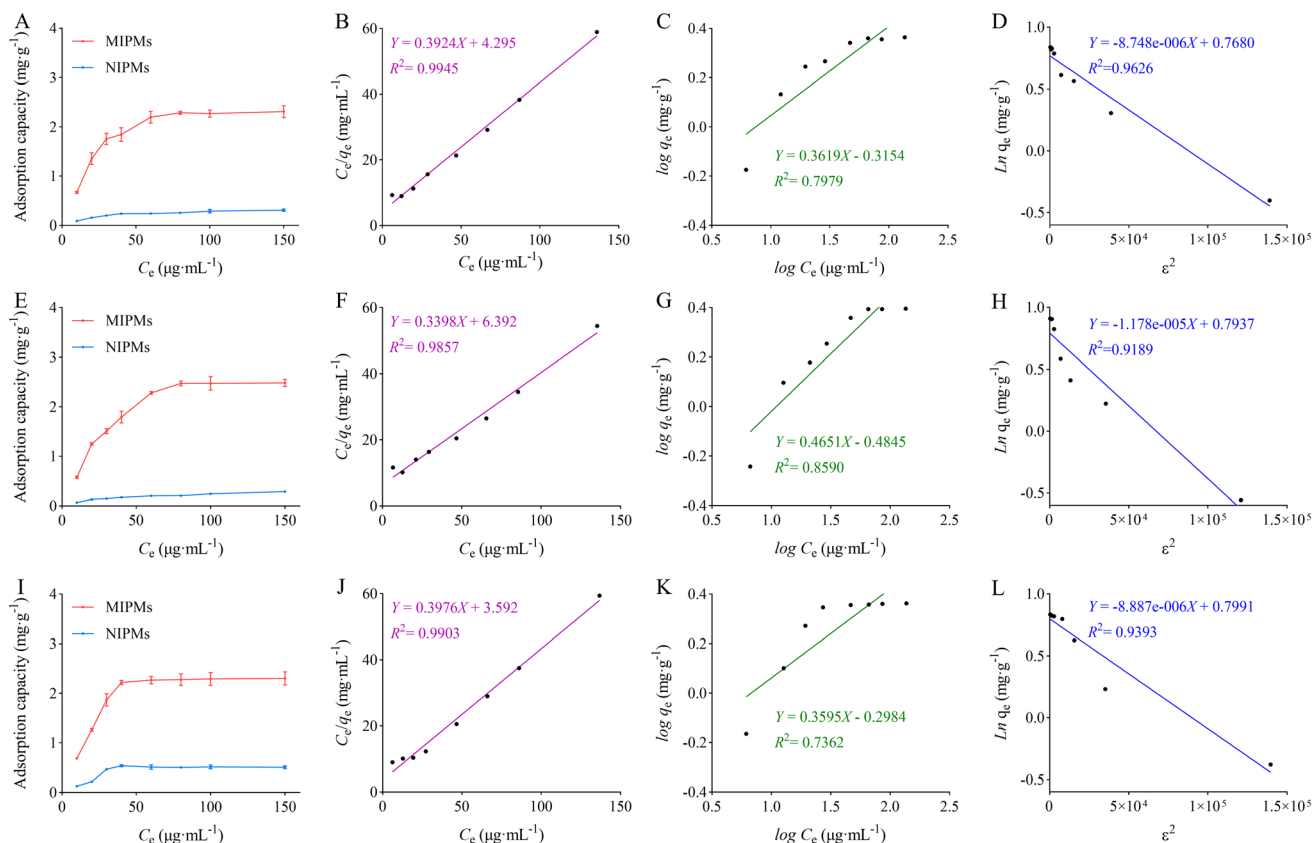 A
Adsorption capacity (mg·g⁻¹)
4
3
2
1
0
MIPMs
NIPMs
0
50
100
150
Cₑ (μg·mL⁻¹)
B
Cₑ/qₑ (mg·mL⁻¹)
60
40
20
0
Y = 0.3924X + 4.295
R² = 0.9945
0
50
100
150
Cₑ (μg·mL⁻¹)
C
log qₑ (mg·g⁻¹)
0.4
0.2
0.0
-0.2
-0.4
Y = 0.3619X - 0.3154
R² = 0.7979
0.5
1.0
1.5
2.0
2.5
log Cₑ (μg·mL⁻¹)
D
Ln qₑ (mg·g⁻¹)
1.0
0.5
0.0
-0.5
Y = -8.748e-006X + 0.7680
R²=0.9626
0
5×10⁴
1×10⁵
1.5×10⁵
ε²
E
Adsorption capacity (mg·g⁻¹)
4
3
2
1
0
MIPMs
NIPMs
0
50
100
150
Cₑ (μg·mL⁻¹)
F
Cₑ/qₑ (mg·mL⁻¹)
60
40
20
0
Y = 0.3398X + 6.392
R² = 0.9857
0
50
100
150
Cₑ (μg·mL⁻¹)
G
log qₑ (mg·g⁻¹)
0.4
0.2
0.0
-0.2
-0.4
Y = 0.4651X - 0.4845
R² = 0.8590
0.5
1.0
1.5
2.0
2.5
log Cₑ (μg·mL⁻¹)
H
Ln qₑ (mg·g⁻¹)
1.0
0.5
0.0
-0.5
Y = -1.178e-005X + 0.7937
R²=0.9189
0
5×10⁴
1×10⁵
1.5×10⁵
ε²
I
Adsorption capacity (mg·g⁻¹)
4
3
2
1
0
MIPMs
NIPMs
0
50
100
150
Cₑ (μg·mL⁻¹)
J
Cₑ/qₑ (mg·mL⁻¹)
60
40
20
0
Y = 0.3976X + 3.592
R² = 0.9903
0
50
100
150
Cₑ (μg·mL⁻¹)
K
log qₑ (mg·g⁻¹)
0.4
0.2
0.0
-0.2
-0.4
Y = 0.3595X - 0.2984
R² = 0.7362
0.5
1.0
1.5
2.0
2.5
log Cₑ (μg·mL⁻¹)
L
Ln qₑ (mg·g⁻¹)
1.0
0.5
0.0
-0.5
Y = -8.887e-006X + 0.7991
R² = 0.9393
0
5×10⁴
1×10⁵
1.5×10⁵
ε²